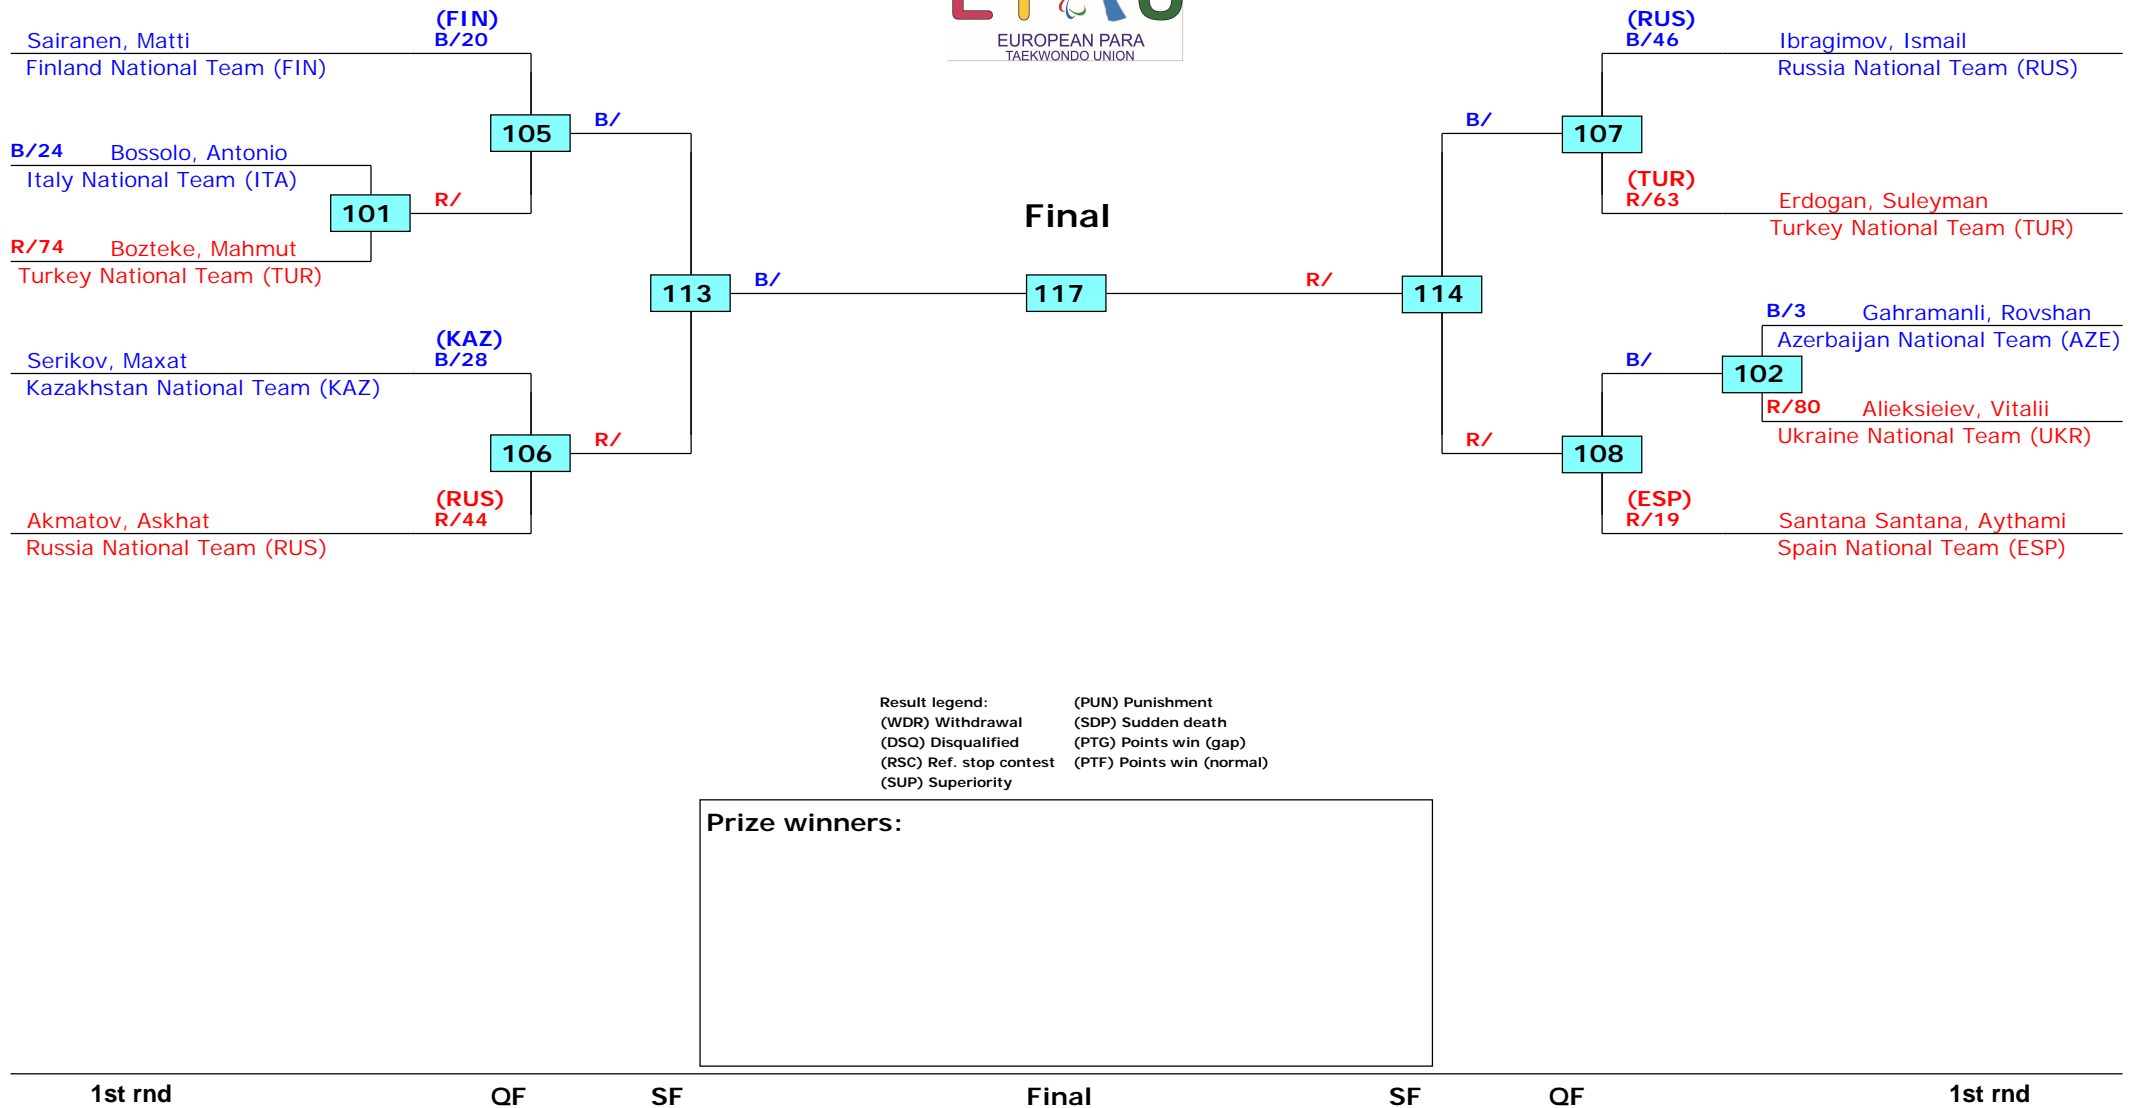 EUROPEAN PARA
TAEKWONDO UNION
(FIN)
Sairanen, Matti B/20
Finland National Team (FIN)
105
B/
B/24 Bossolo, Antonio
Italy National Team (ITA)
101
R/
R/74 Bozteke, Mahmut
Turkey National Team (TUR)
113
B/
(KAZ)
Serikov, Maxat B/28
Kazakhstan National Team (KAZ)
106
R/
(RUS)
Akmatov, Askhat R/44
Russia National Team (RUS)
Final
117
(RUS)
B/46 Ibragimov, Ismail
Russia National Team (RUS)
B/
107
(TUR)
R/63 Erdogan, Suleyman
Turkey National Team (TUR)
R/
114
B/3 Gahramanli, Rovshan
Azerbaijan National Team (AZE)
B/
102
R/80 Alieksieiev, Vitalii
Ukraine National Team (UKR)
R/
108
(ESP)
R/19 Santana Santana, Aythami
Spain National Team (ESP)
Result legend: (PUN) Punishment
(WDR) Withdrawal (SDP) Sudden death
(DSQ) Disqualified (PTG) Points win (gap)
(RSC) Ref. stop contest (PTF) Points win (normal)
(SUP) Superiority
Prize winners:
1st rnd QF SF Final SF QF 1st rnd